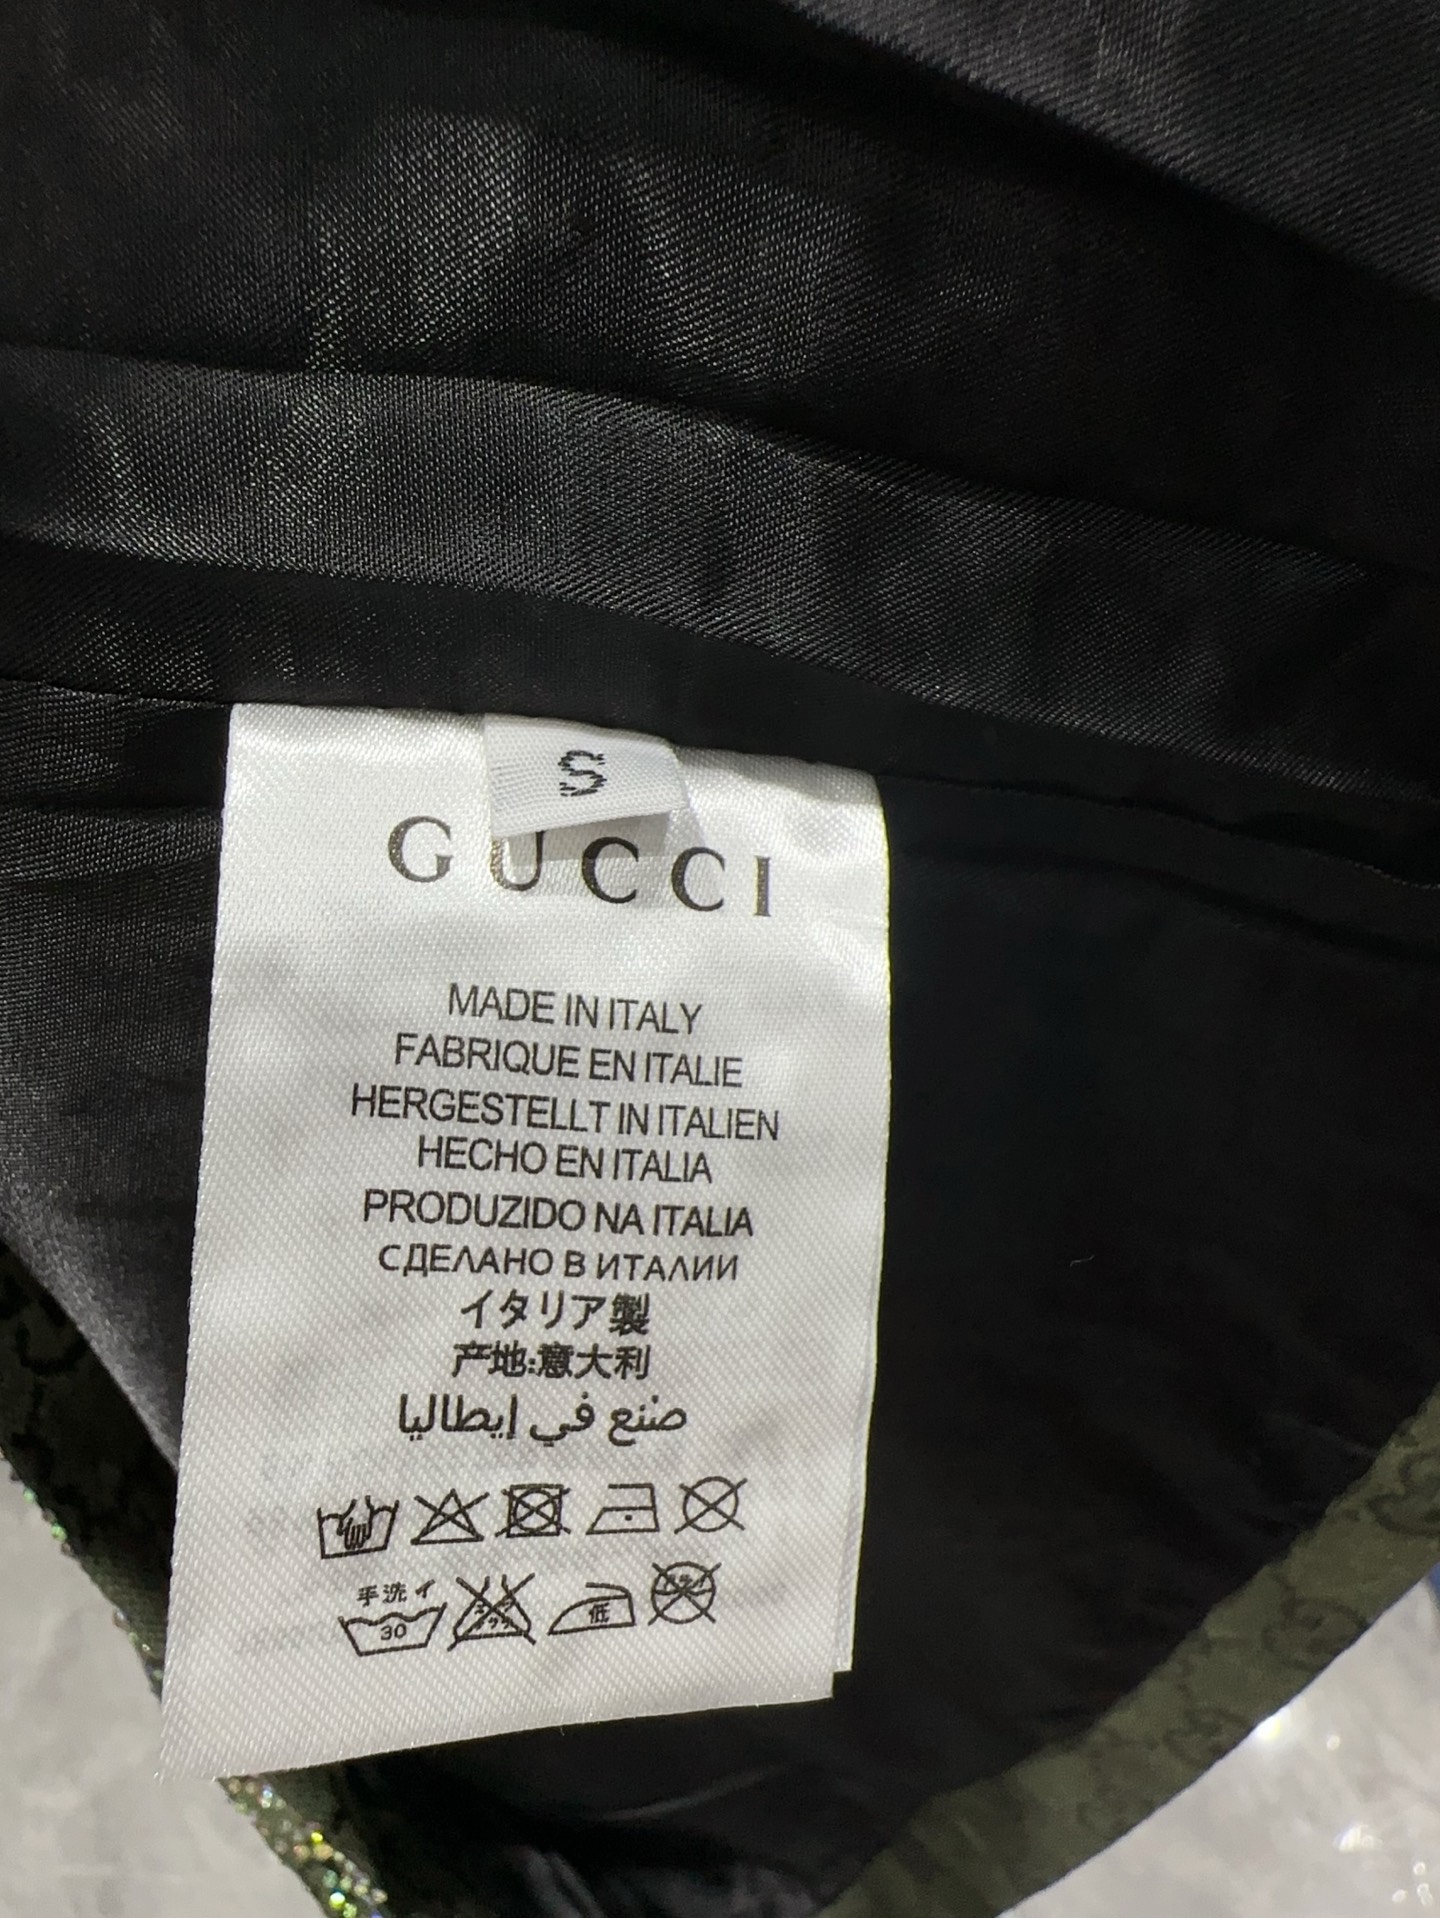 S
GUCCI
MADE IN ITALY
FABRIQUE EN ITALIE
HERGESTELLT IN ITALIEN
HECHO EN ITALIA
PRODUZIDO NA ITALIA
СДЕЛАНО В ИТАЛИИ
イタリア製
产地:意大利
صنع في إيطاليا
手洗イ
30
低